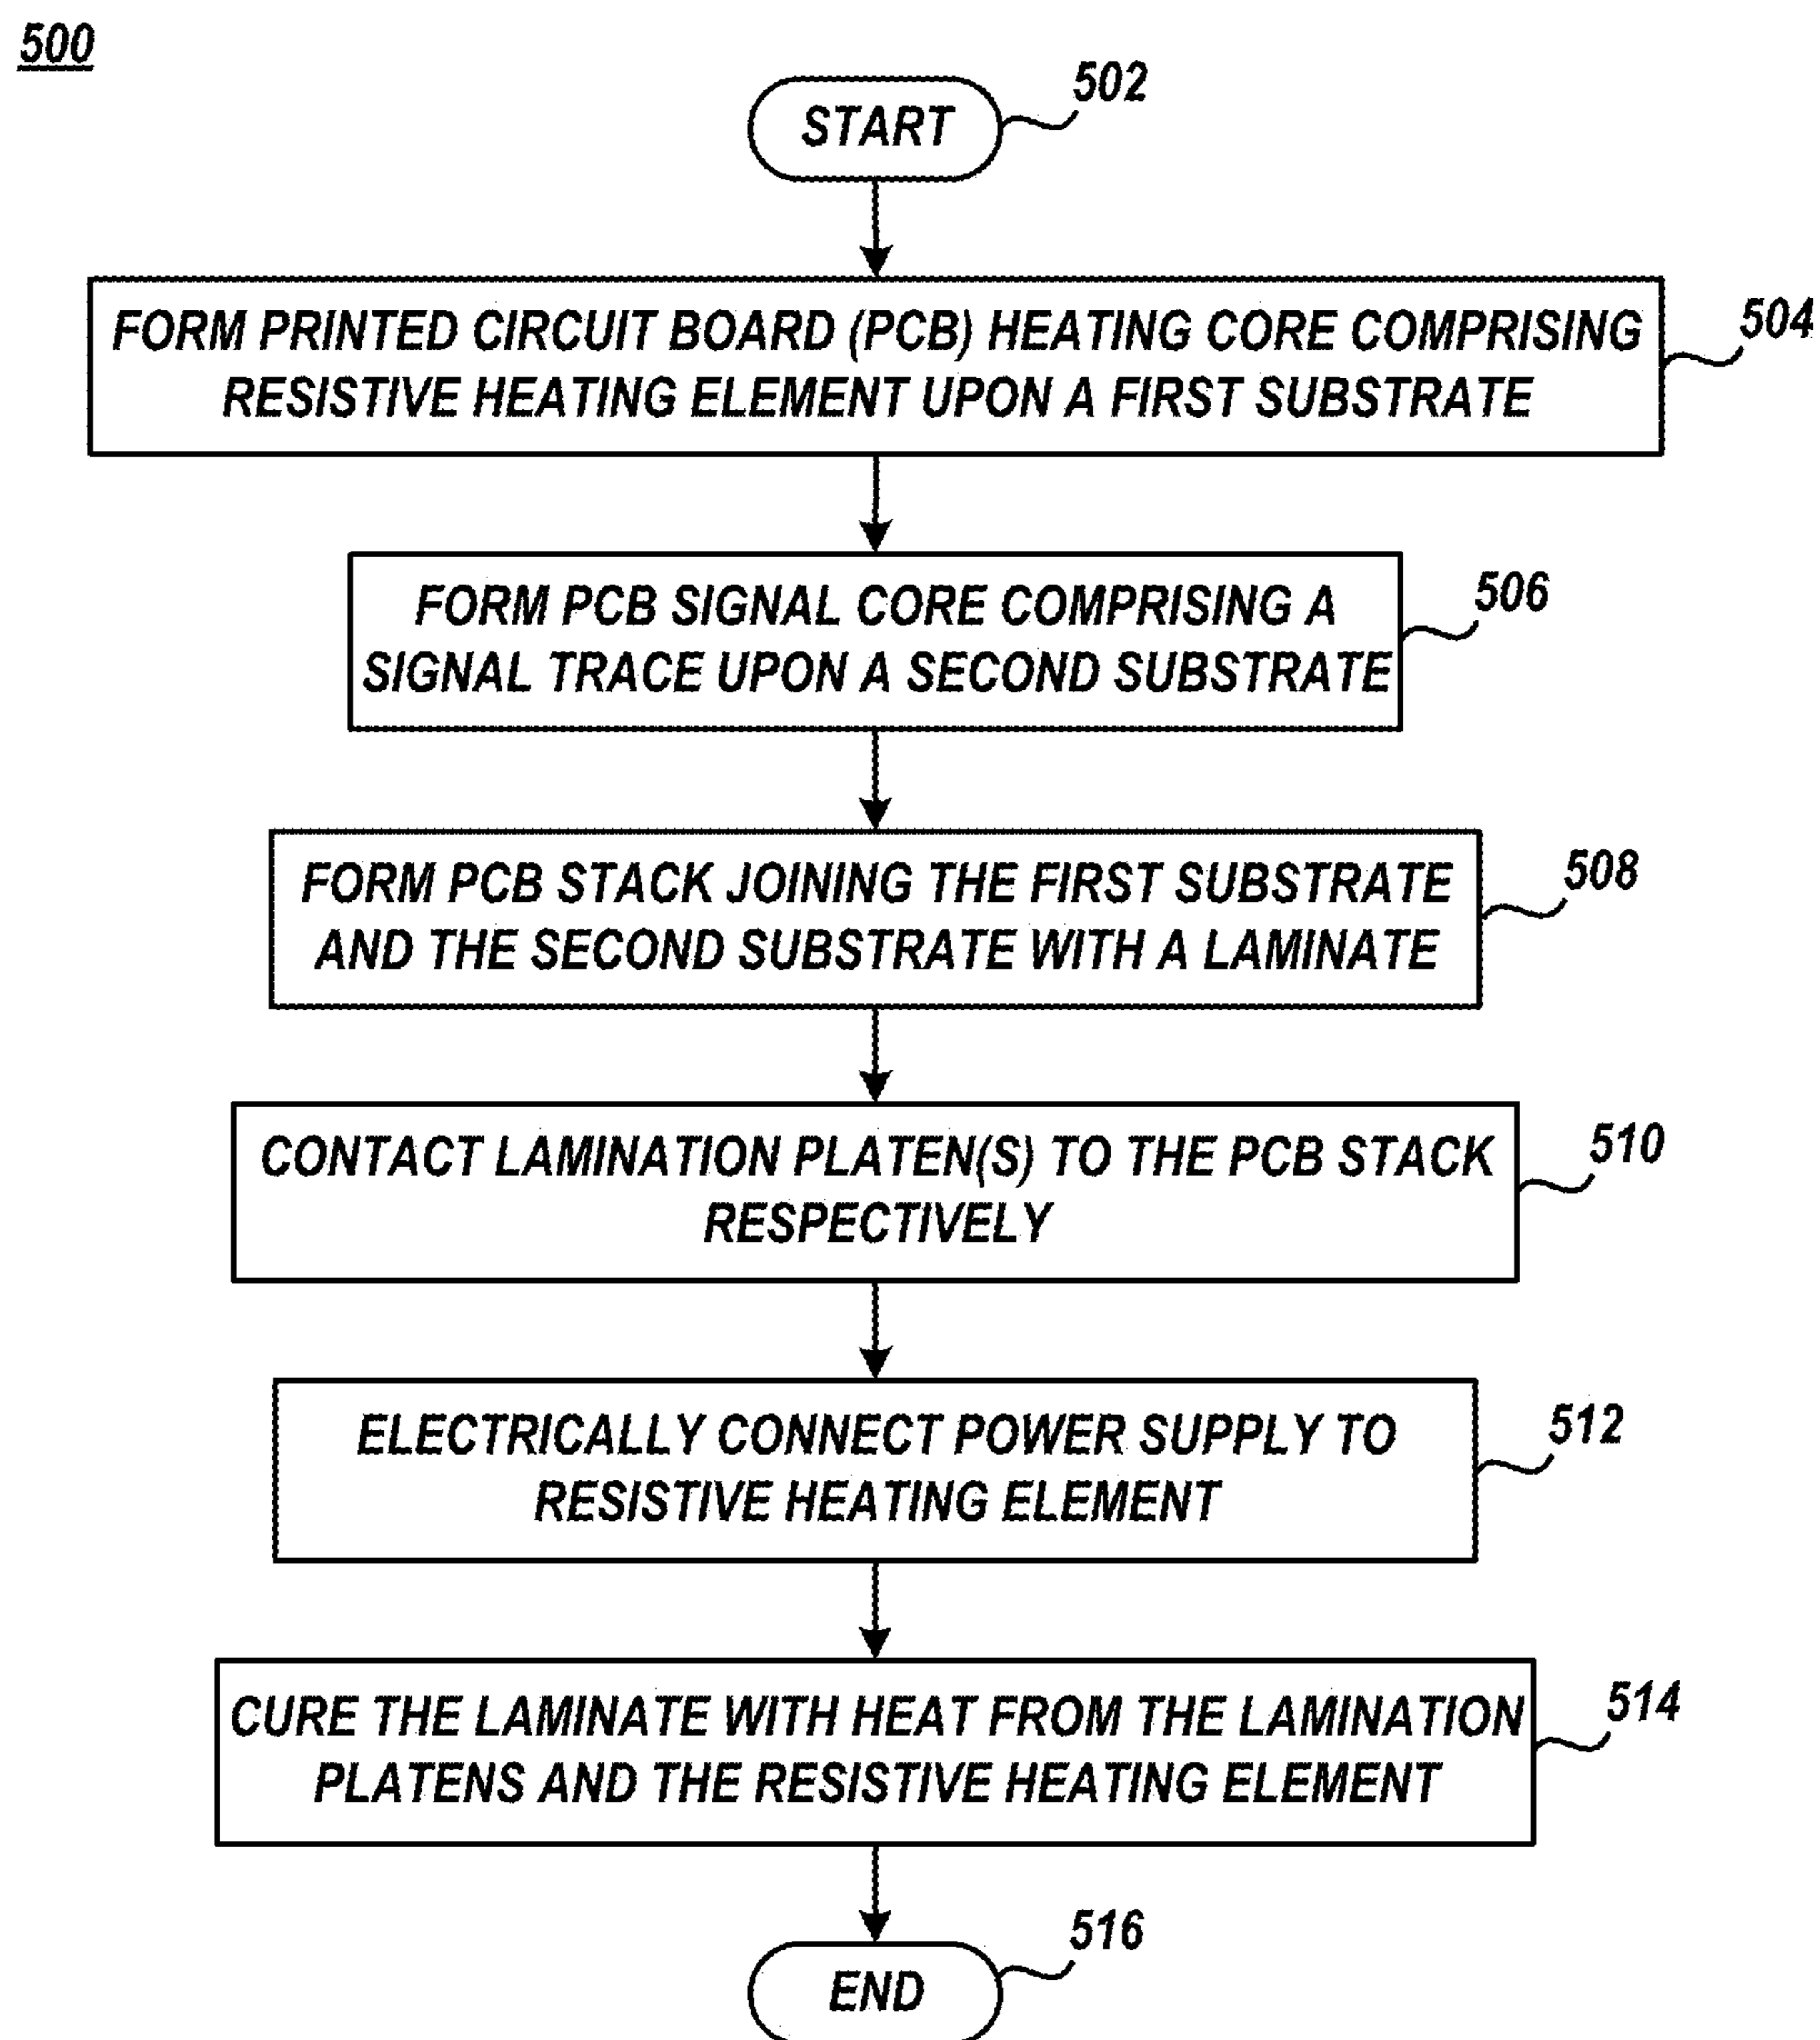 500
START
502
FORM PRINTED CIRCUIT BOARD (PCB) HEATING CORE COMPRISING
RESISTIVE HEATING ELEMENT UPON A FIRST SUBSTRATE
504
FORM PCB SIGNAL CORE COMPRISING A
SIGNAL TRACE UPON A SECOND SUBSTRATE
506
FORM PCB STACK JOINING THE FIRST SUBSTRATE
AND THE SECOND SUBSTRATE WITH A LAMINATE
508
CONTACT LAMINATION PLATEN(S) TO THE PCB STACK
RESPECTIVELY
510
ELECTRICALLY CONNECT POWER SUPPLY TO
RESISTIVE HEATING ELEMENT
512
CURE THE LAMINATE WITH HEAT FROM THE LAMINATION
PLATENS AND THE RESISTIVE HEATING ELEMENT
514
END
516